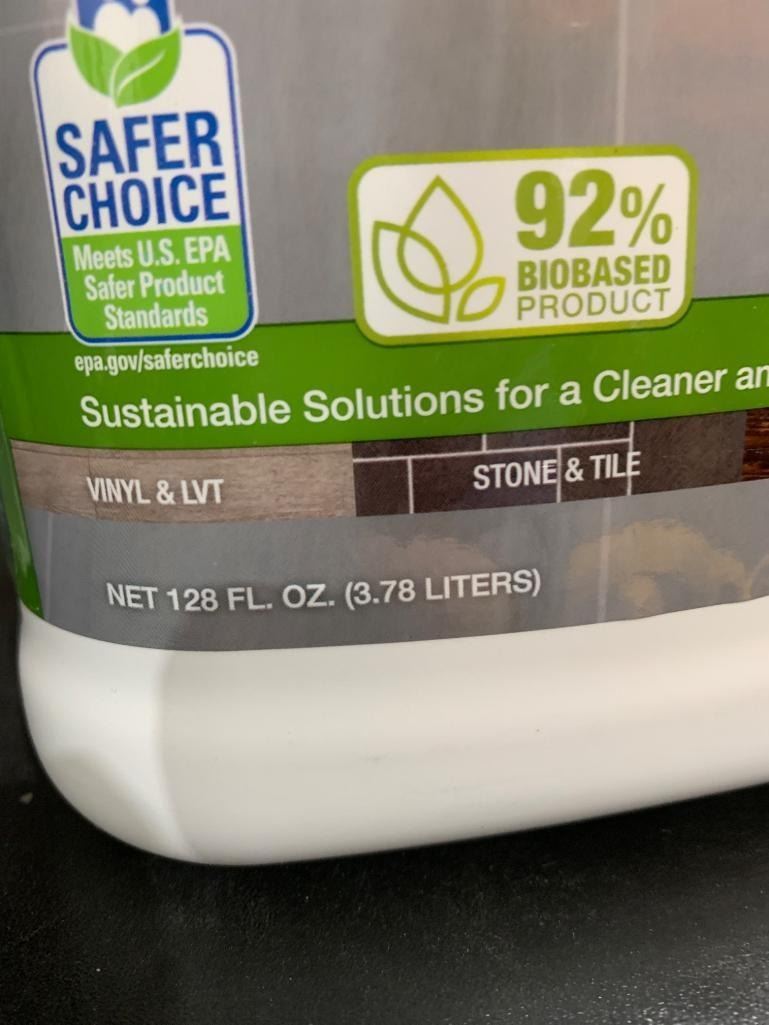 SAFER
CHOICE
Meets U.S. EPA
Safer Product
Standards
epa.gov/saferchoice
92%
BIOBASED
PRODUCT
Sustainable Solutions for a Cleaner
VINYL & LVT
STONE & TILE
NET 128 FL. OZ. (3.78 LITERS)